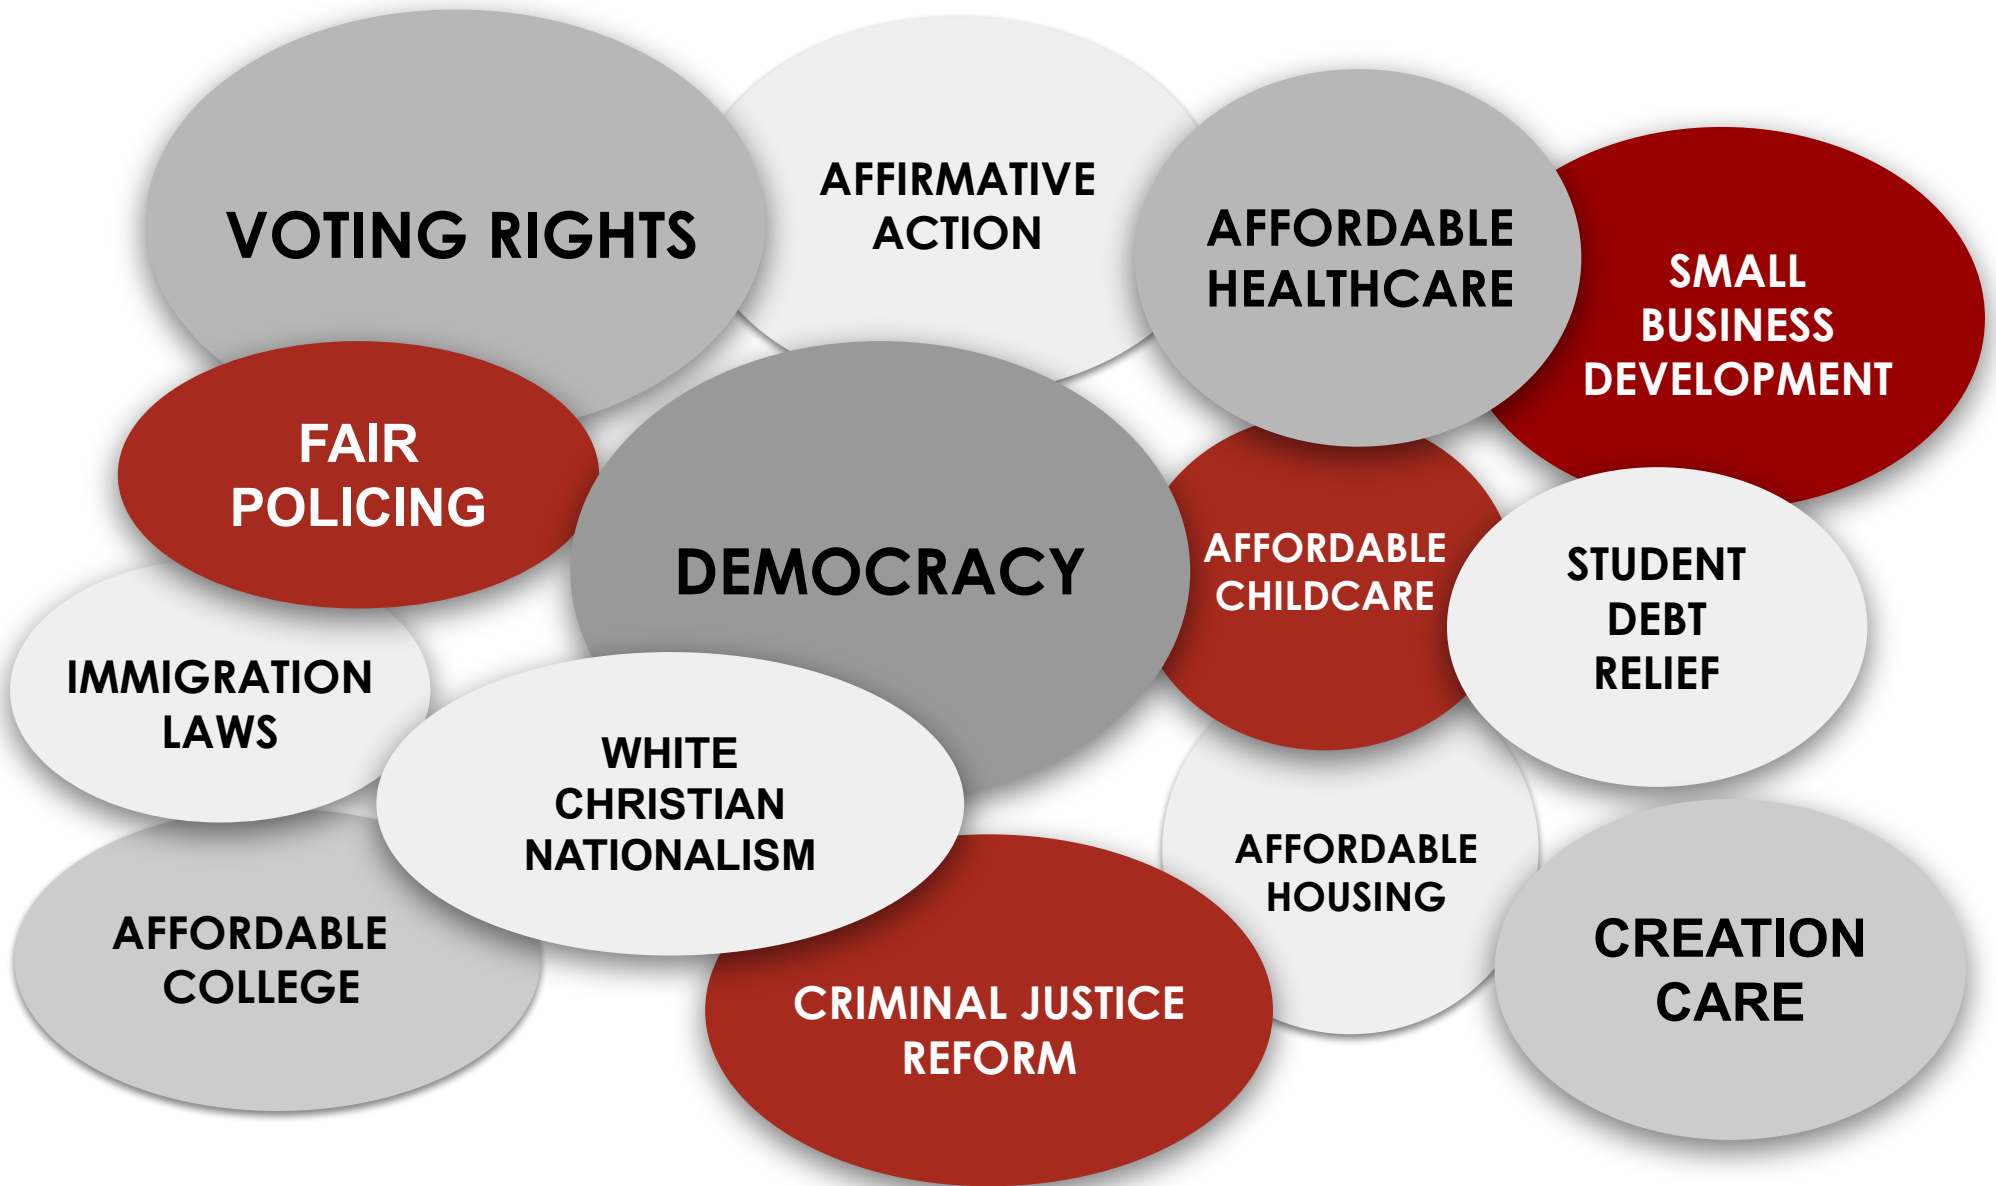 VOTING RIGHTS
AFFIRMATIVE
ACTION
AFFORDABLE
HEALTHCARE
SMALL
BUSINESS
DEVELOPMENT
FAIR
POLICING
DEMOCRACY
AFFORDABLE
CHILDCARE
STUDENT
DEBT
RELIEF
IMMIGRATION
LAWS
WHITE
CHRISTIAN
NATIONALISM
AFFORDABLE
HOUSING
AFFORDABLE
COLLEGE
CRIMINAL JUSTICE
REFORM
CREATION
CARE